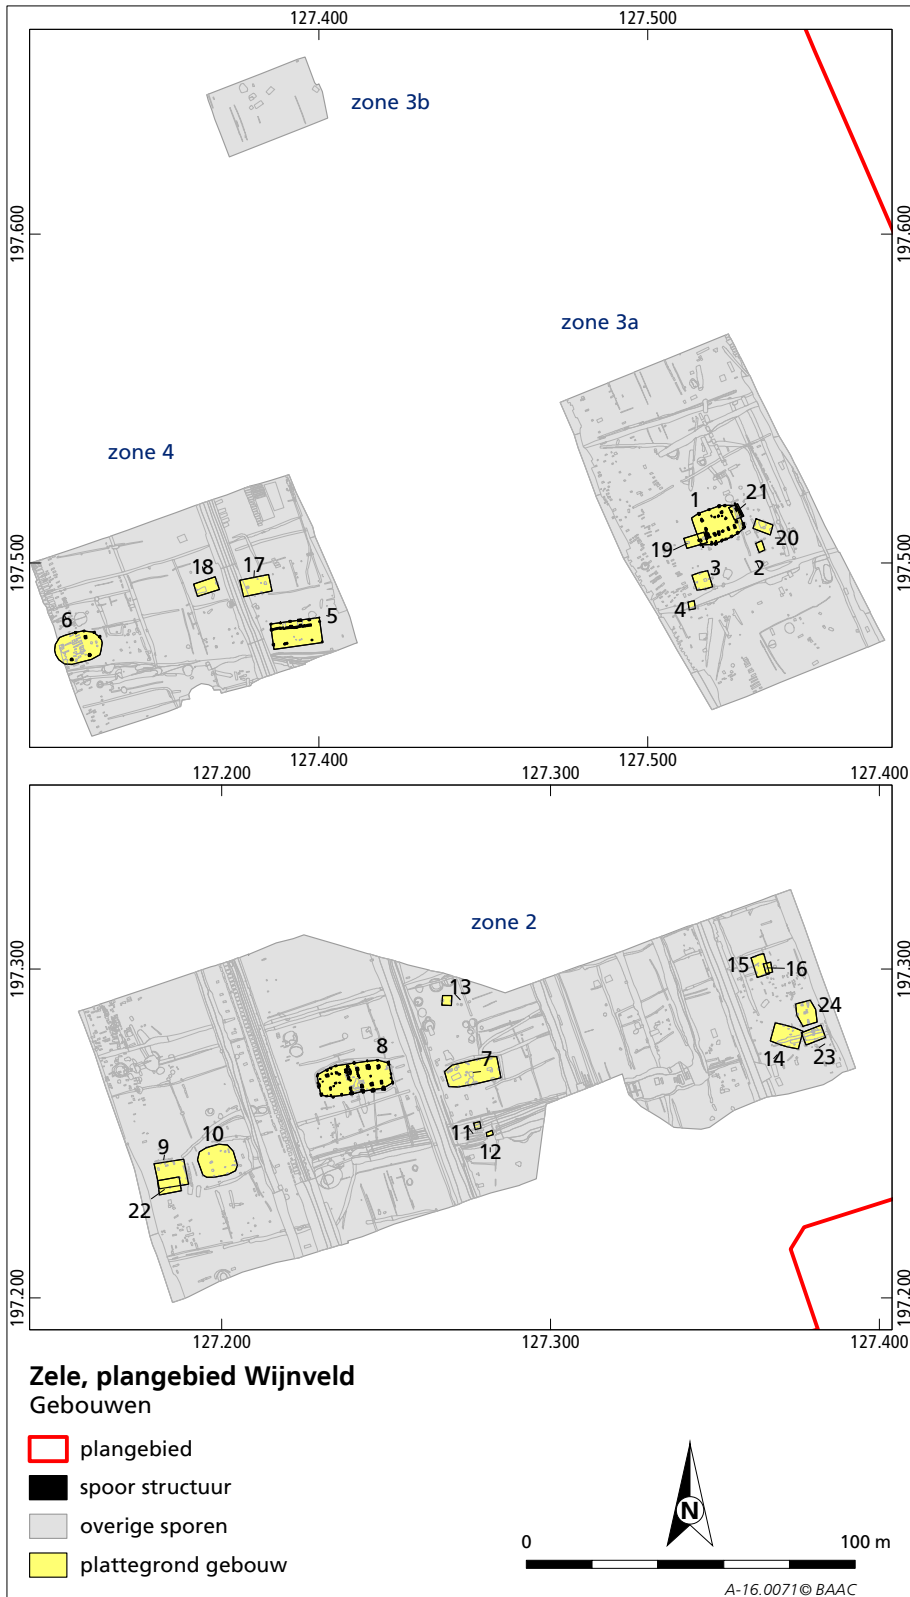 127.400 127.500
zone 3b
197.600 197.600
zone 3a
zone 4
21
1
19 20
18 17 197.500 197.500
2
3
4
6 5
127.400 127.500
127.200 127.300 127.400
zone 2
15 16
197.300 197.300
13
24
8 7 14 23
11
12
9 10
22
197.200 197.200
127.200 127.300 127.400
Zele, plangebied Wijnveld
Gebouwen
plangebied
spoor structuur
overige sporen
plattegrond gebouw
N
0 100 m
A-16.0071© BAAC